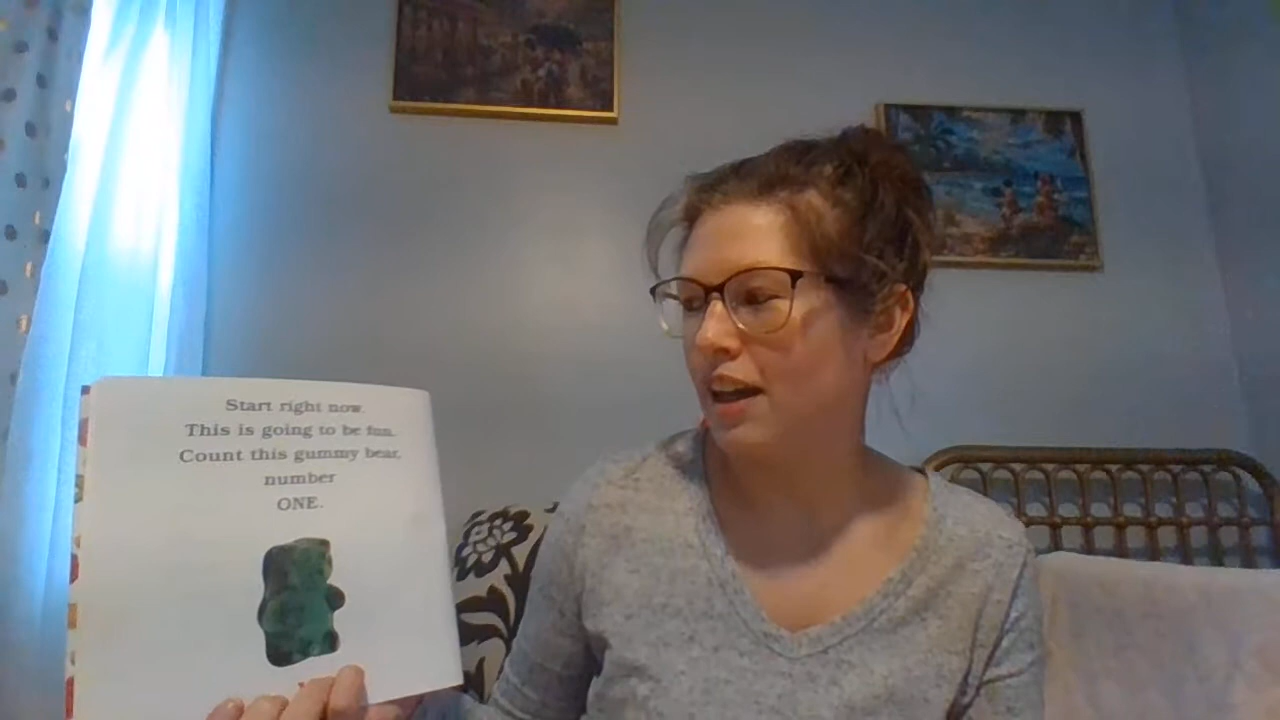 Start right now.
This is going to be fun.
Count this gummy bear,
number
ONE.